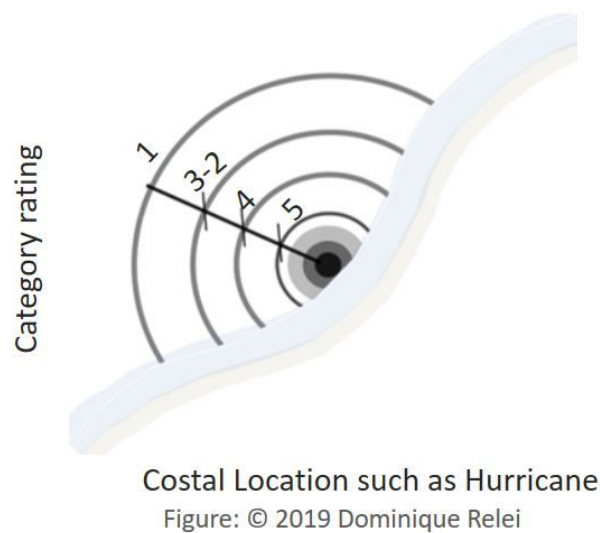 Category rating
1
3-2
4
5
Costal Location such as Hurricane
Figure: © 2019 Dominique Relei